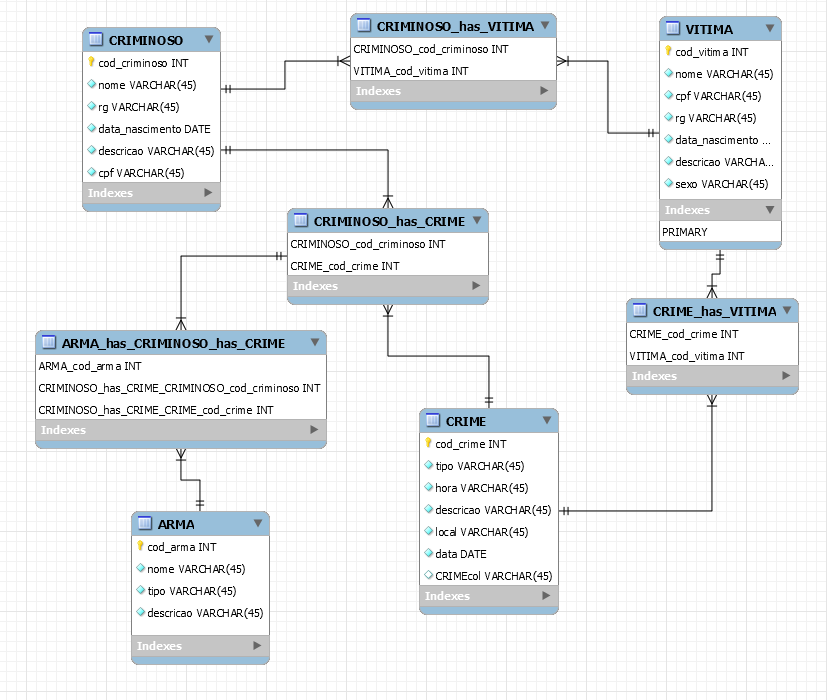 CRIMINOSO
cod_criminoso INT
nome VARCHAR(45)
rg VARCHAR(45)
data_nascimento DATE
descricao VARCHAR(45)
cpf VARCHAR(45)
Indexes
CRIMINOSO_has_VITIMA
CRIMINOSO_cod_criminoso INT
VITIMA_cod_vitima INT
Indexes
VITIMA
cod_vitima INT
nome VARCHAR(45)
cpf VARCHAR(45)
rg VARCHAR(45)
data_nascimento ...
descricao VARCHA...
sexo VARCHAR(45)
Indexes
PRIMARY
CRIMINOSO_has_CRIME
CRIMINOSO_cod_criminoso INT
CRIME_cod_crime INT
Indexes
CRIME_has_VITIMA
CRIME_cod_crime INT
VITIMA_cod_vitima INT
Indexes
ARMA_has_CRIMINOSO_has_CRIME
ARMA_cod_arma INT
CRIMINOSO_has_CRIME_CRIMINOSO_cod_criminoso INT
CRIMINOSO_has_CRIME_CRIME_cod_crime INT
Indexes
CRIME
cod_crime INT
tipo VARCHAR(45)
hora VARCHAR(45)
descricao VARCHAR(45)
local VARCHAR(45)
data DATE
CRIMEcol VARCHAR(45)
Indexes
ARMA
cod_arma INT
nome VARCHAR(45)
tipo VARCHAR(45)
descricao VARCHAR(45)
Indexes